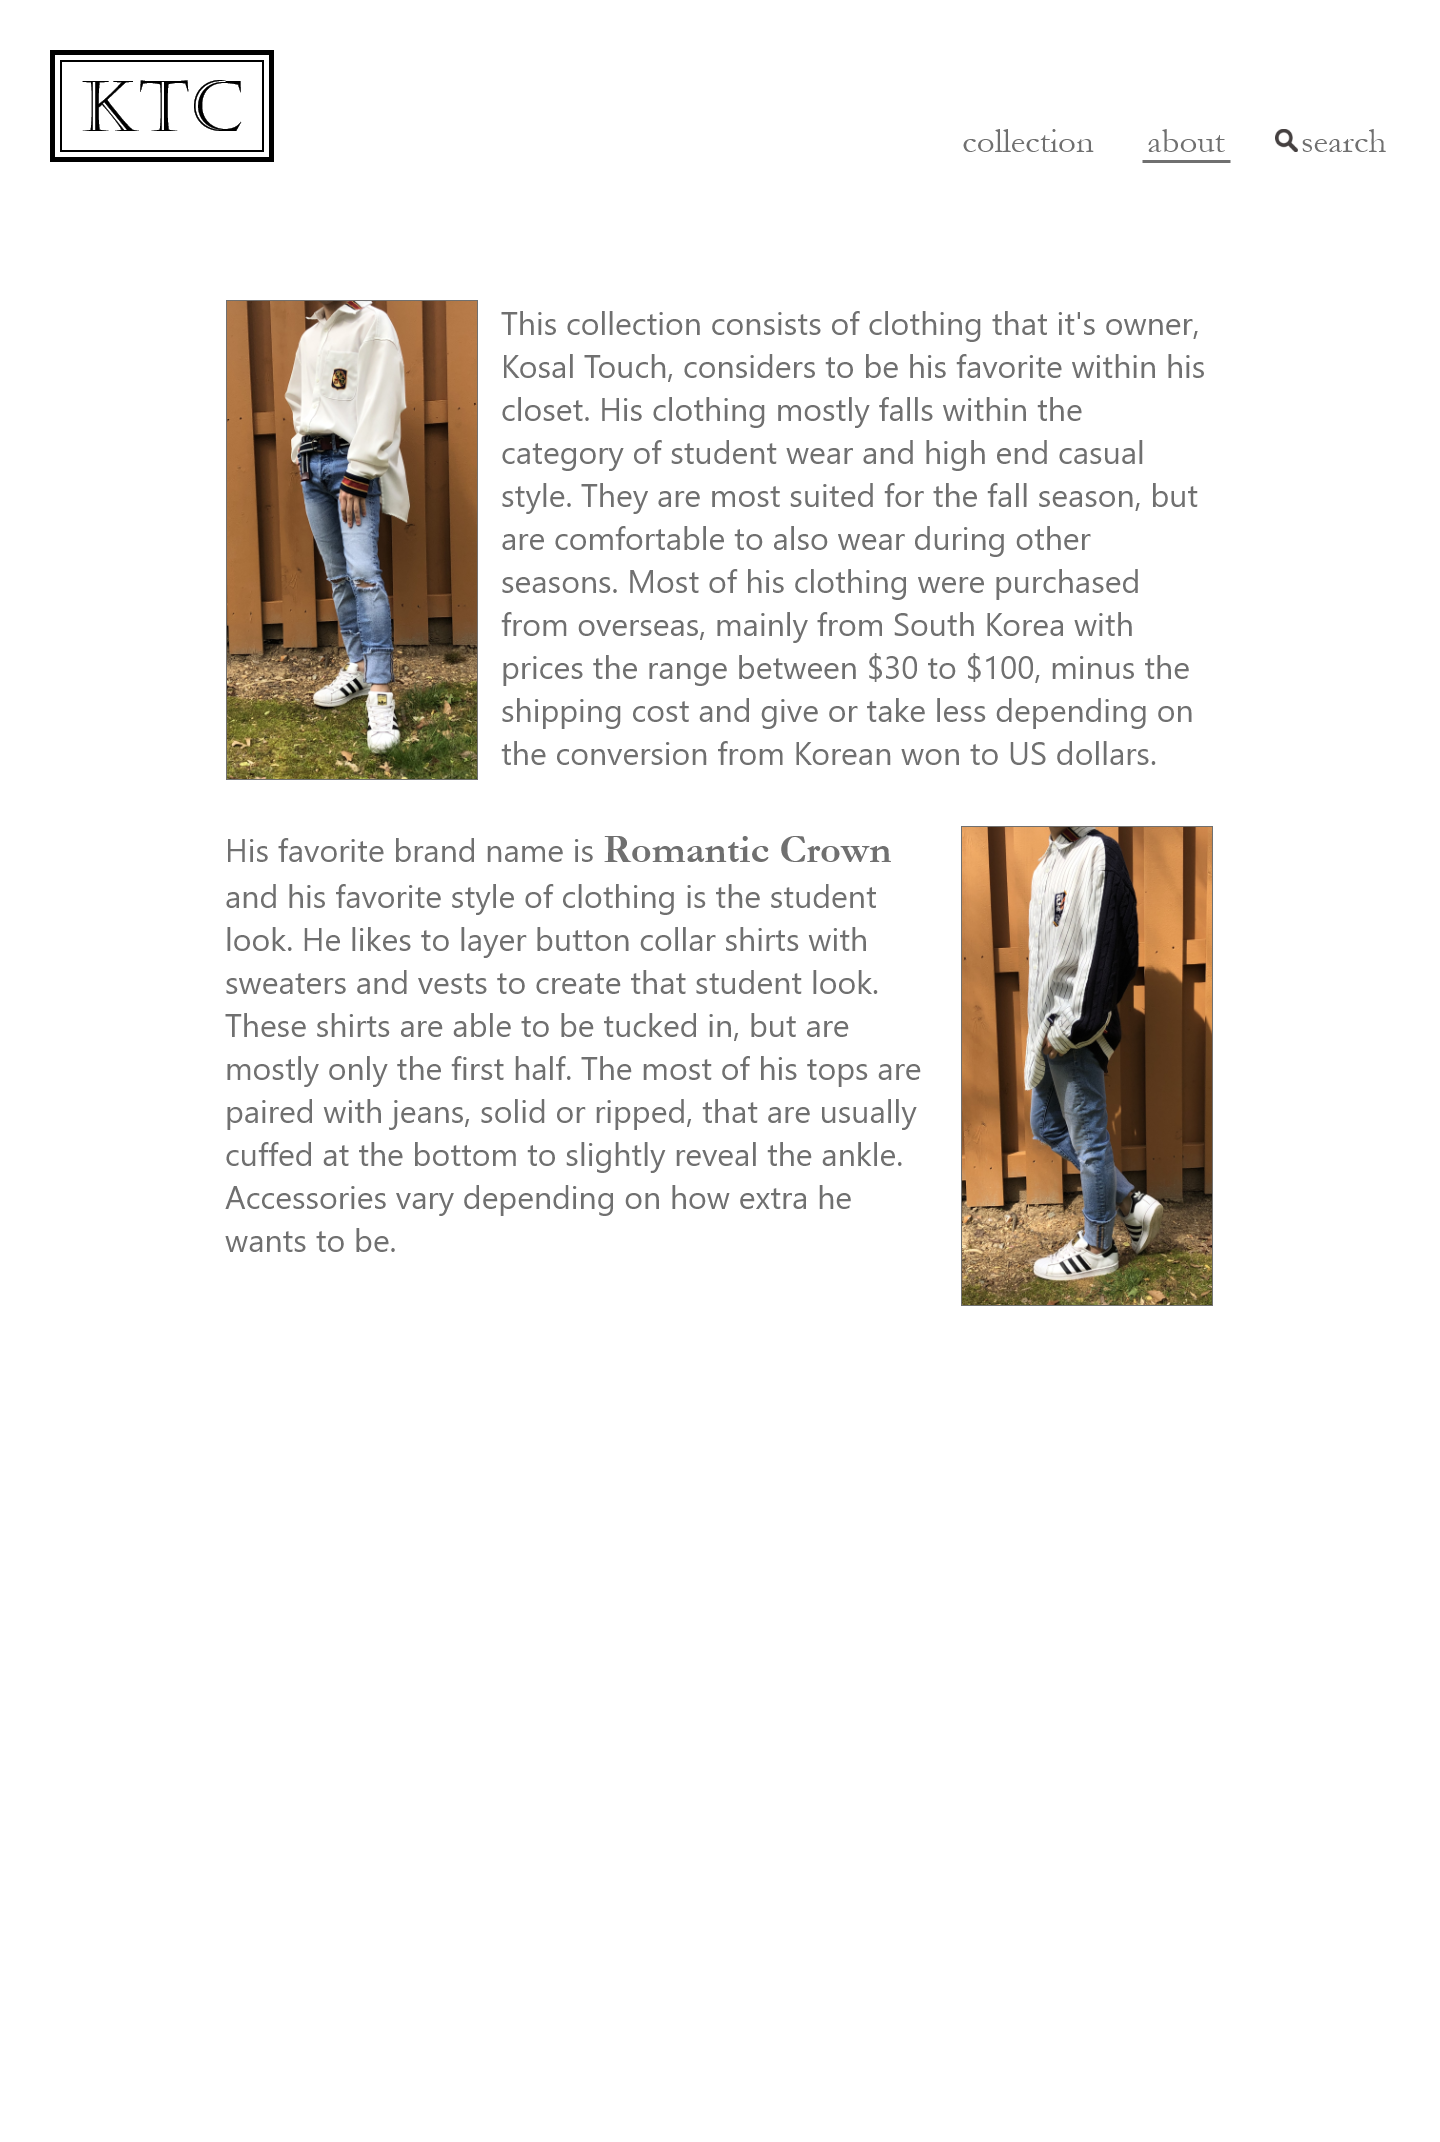 KTC
collection about search
This collection consists of clothing that it's owner,
Kosal Touch, considers to be his favorite within his
closet. His clothing mostly falls within the
category of student wear and high end casual
style. They are most suited for the fall season, but
are comfortable to also wear during other
seasons. Most of his clothing were purchased
from overseas, mainly from South Korea with
prices the range between $30 to $100, minus the
shipping cost and give or take less depending on
the conversion from Korean won to US dollars.
His favorite brand name is Romantic Crown
and his favorite style of clothing is the student
look. He likes to layer button collar shirts with
sweaters and vests to create that student look.
These shirts are able to be tucked in, but are
mostly only the first half. The most of his tops are
paired with jeans, solid or ripped, that are usually
cuffed at the bottom to slightly reveal the ankle.
Accessories vary depending on how extra he
wants to be.